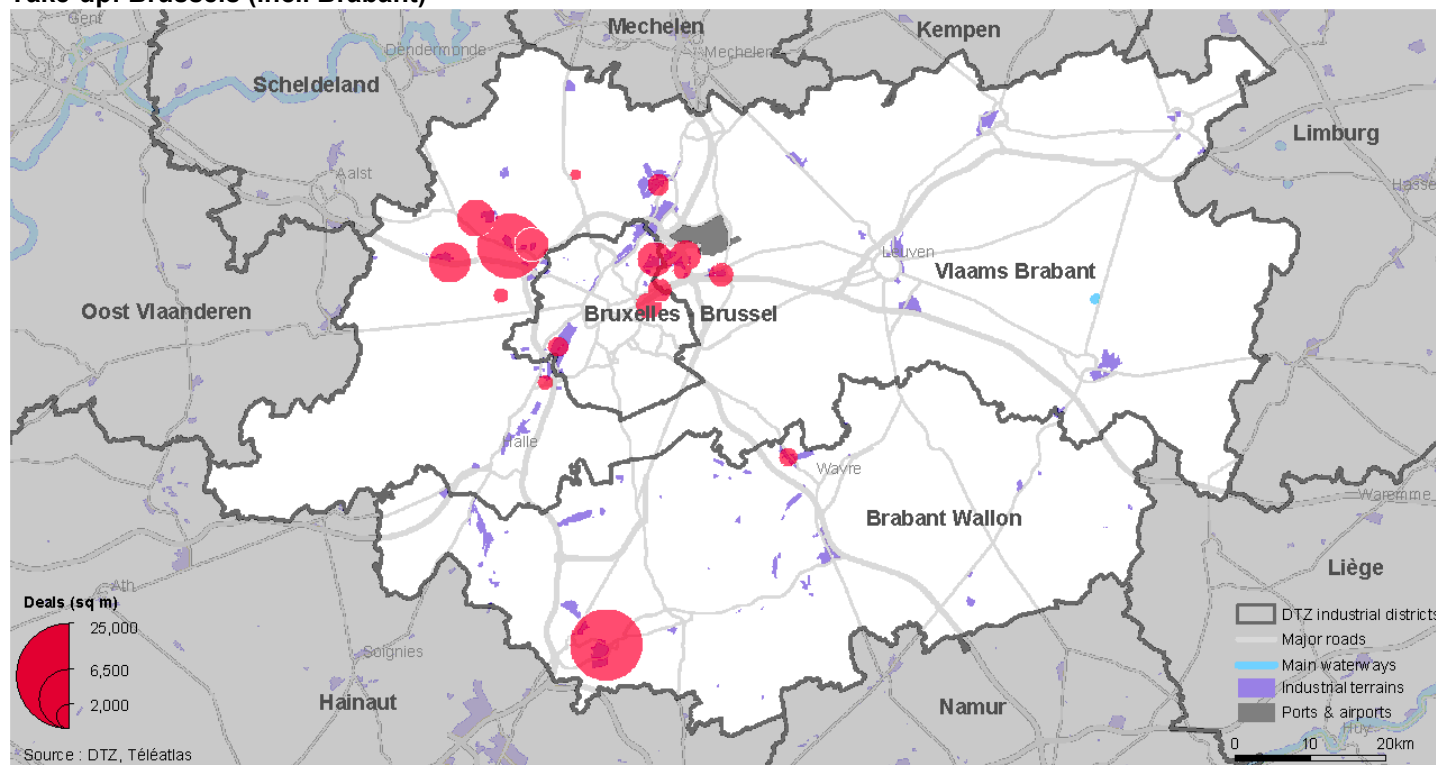 Gent
Dendermonde
Mechelen
Mechelen
Kempen
Scheldeland
Limburg
Aalst
Leuven
Vlaams Brabant
Oost Vlaanderen
Bruxelles - Brussel
Halle
Wavre
Waremme
Brabant Wallon
Liège
Ath
Soignies
Hainaut
Namur
Huy
Deals (sq m)
25,000
6,500
2,000
Source : DTZ, Téléatlas
DTZ industrial districts
Major roads
Main waterways
Industrial terrains
Ports & airports
0 10 20km